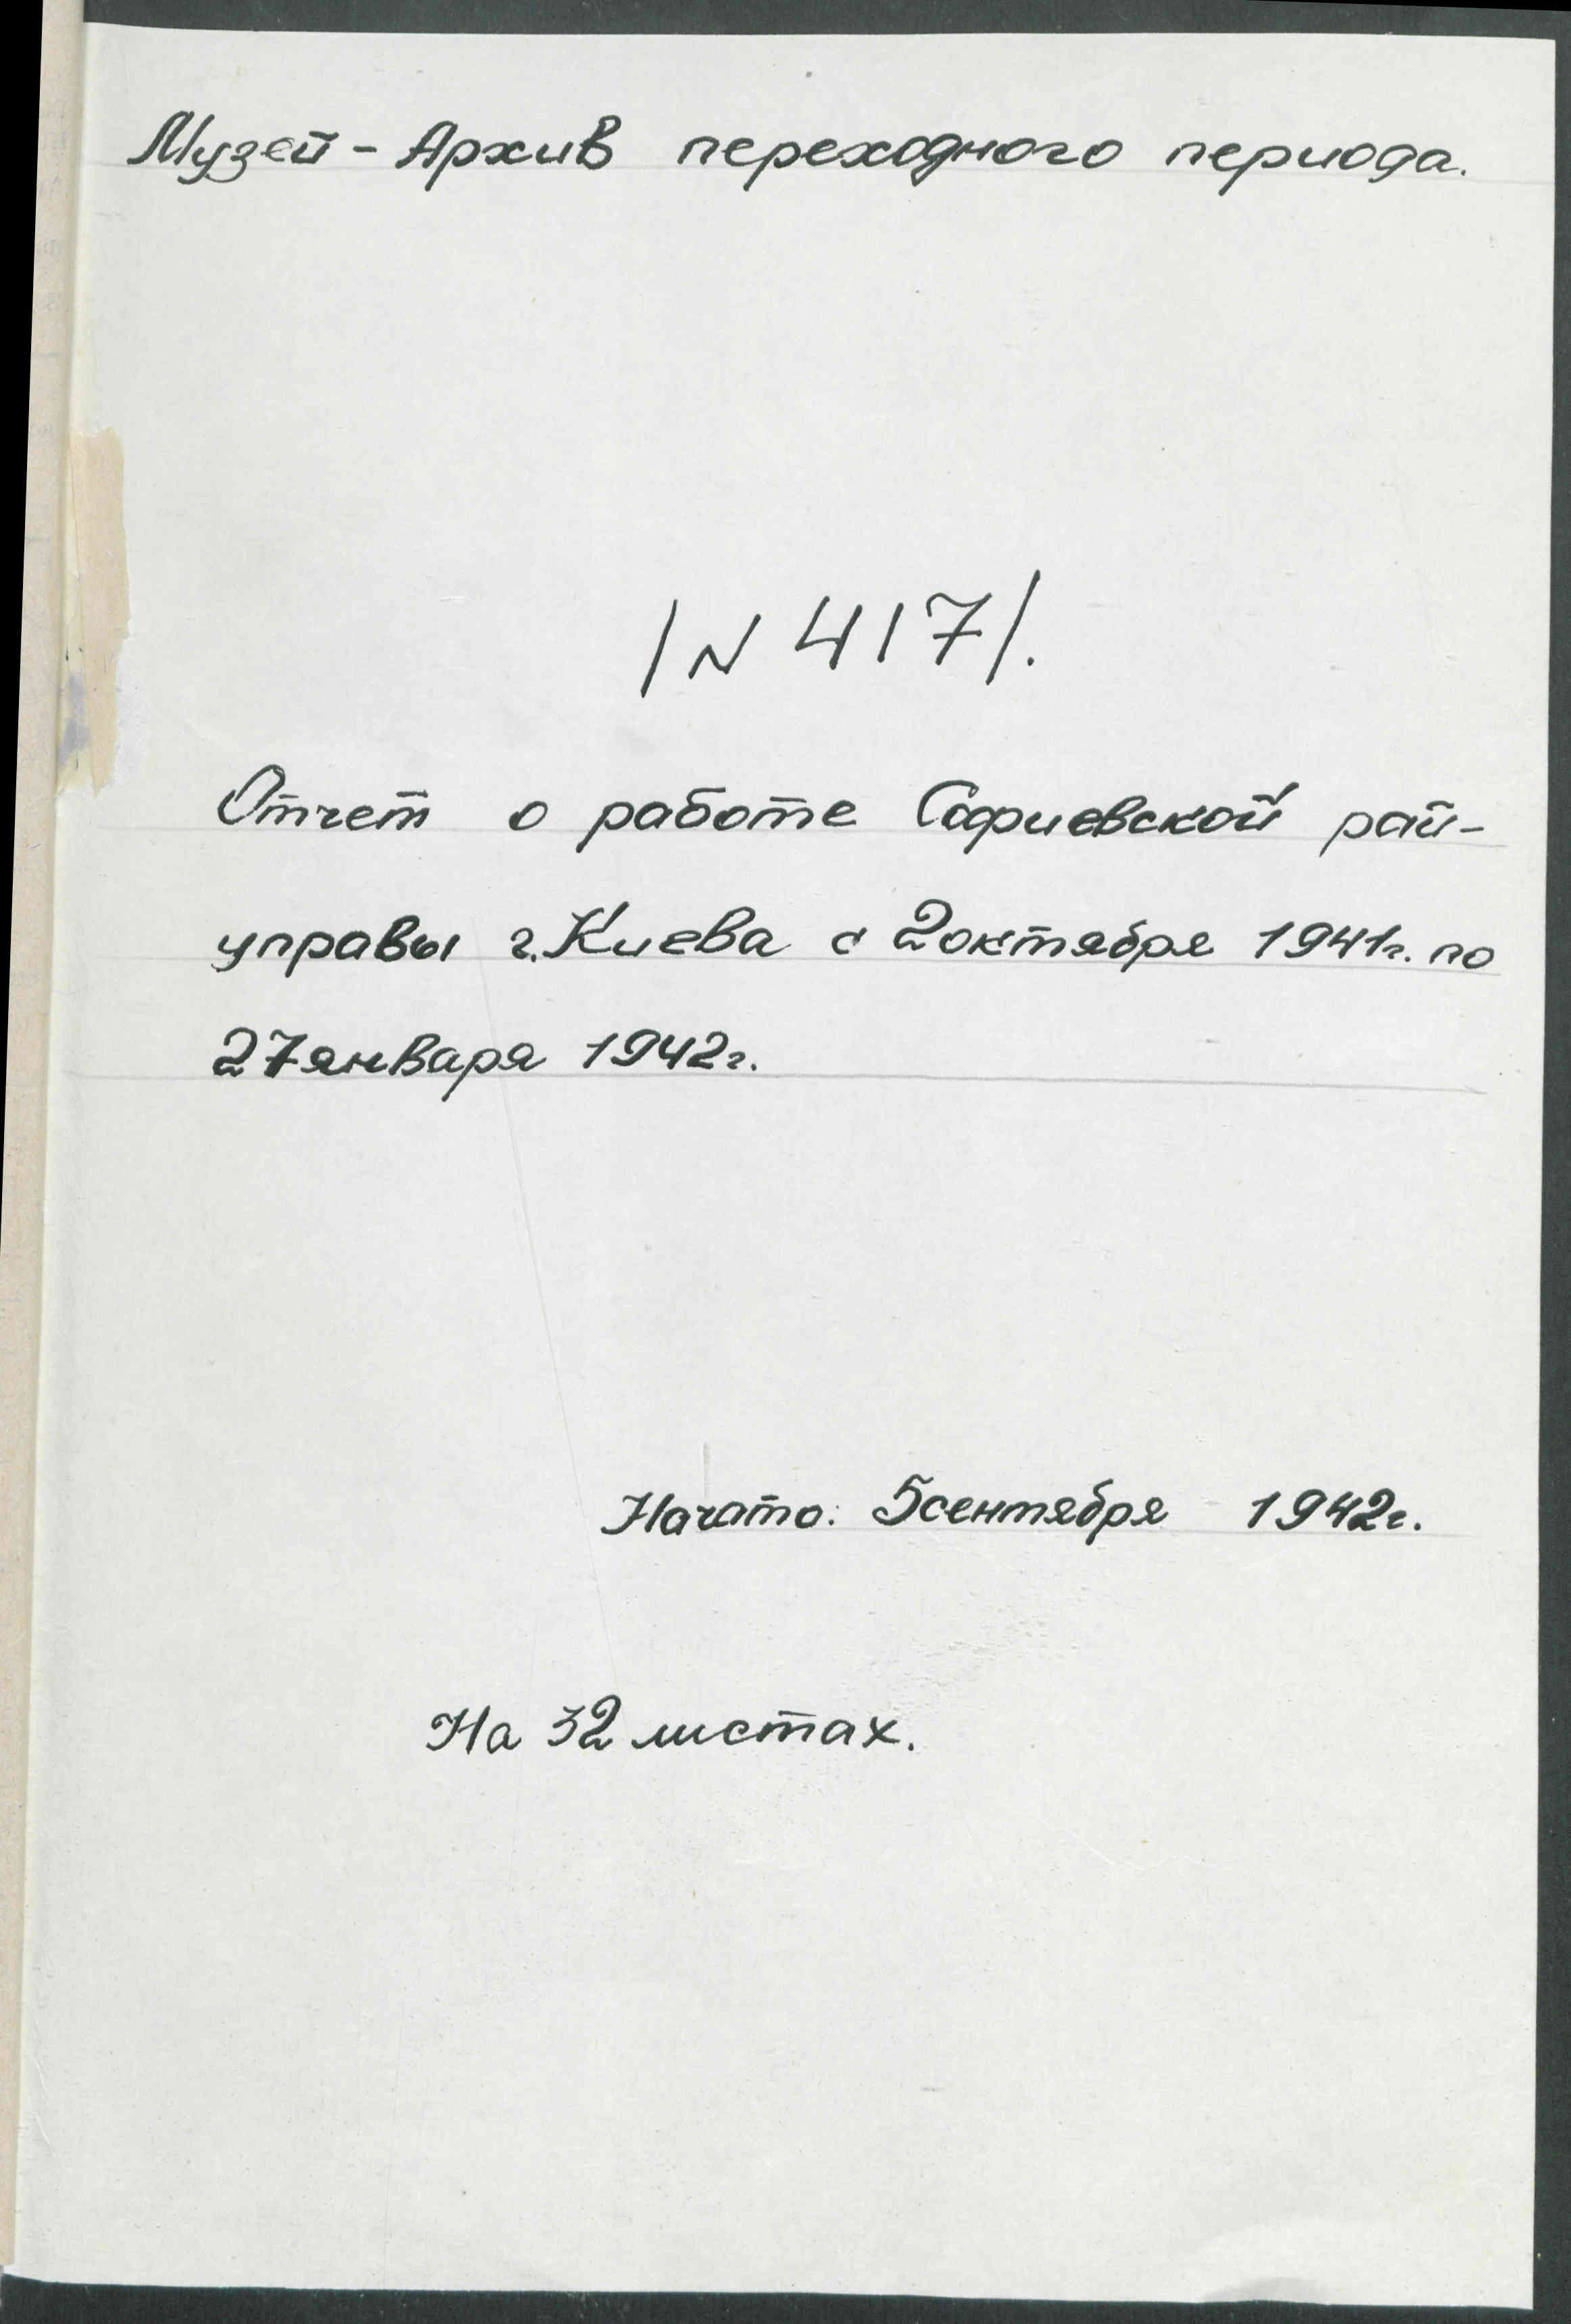 Музей - Архив переходного периода.
/N 417/.
Отчет о работе Софиевской рай-
управы г. Киева с 2 октября 1941г. по
27 января 1942г.
Начато: 5 сентября 1942г.
На 32 листах.